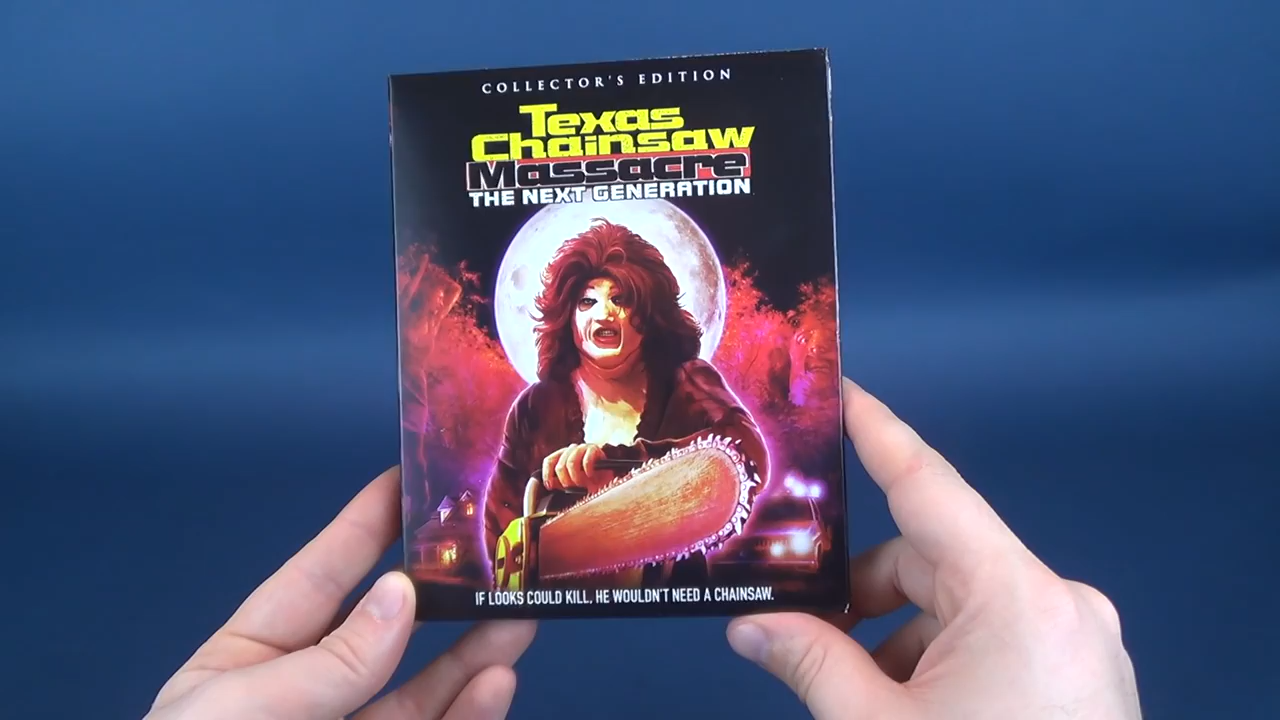 COLLECTOR'S EDITION
Texas
Chainsaw
Massacre
THE NEXT GENERATION
IF LOOKS COULD KILL, HE WOULDN'T NEED A CHAINSAW.